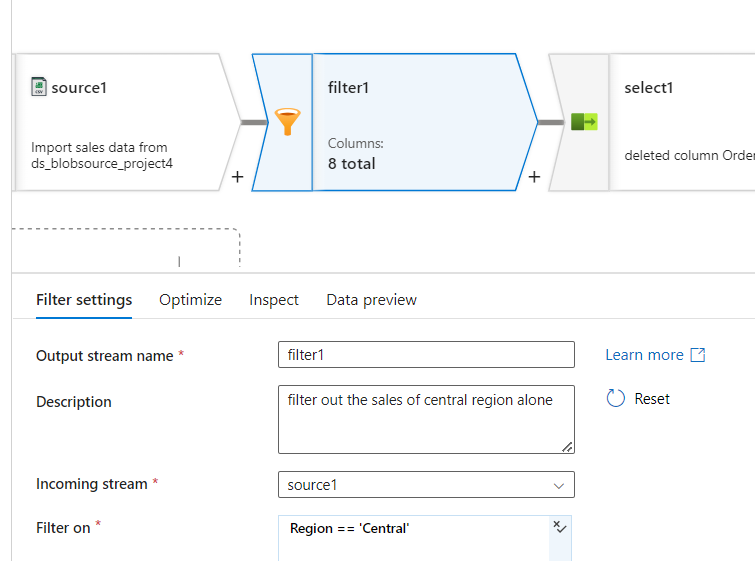 source1
Import sales data from
ds_blobsource_project4
+
filter1
Columns:
8 total
+
select1
deleted column Order
Filter settings
Optimize
Inspect
Data preview
Output stream name *
filter1
Learn more
Description
filter out the sales of central region alone
Reset
Incoming stream *
source1
Filter on *
Region == 'Central'